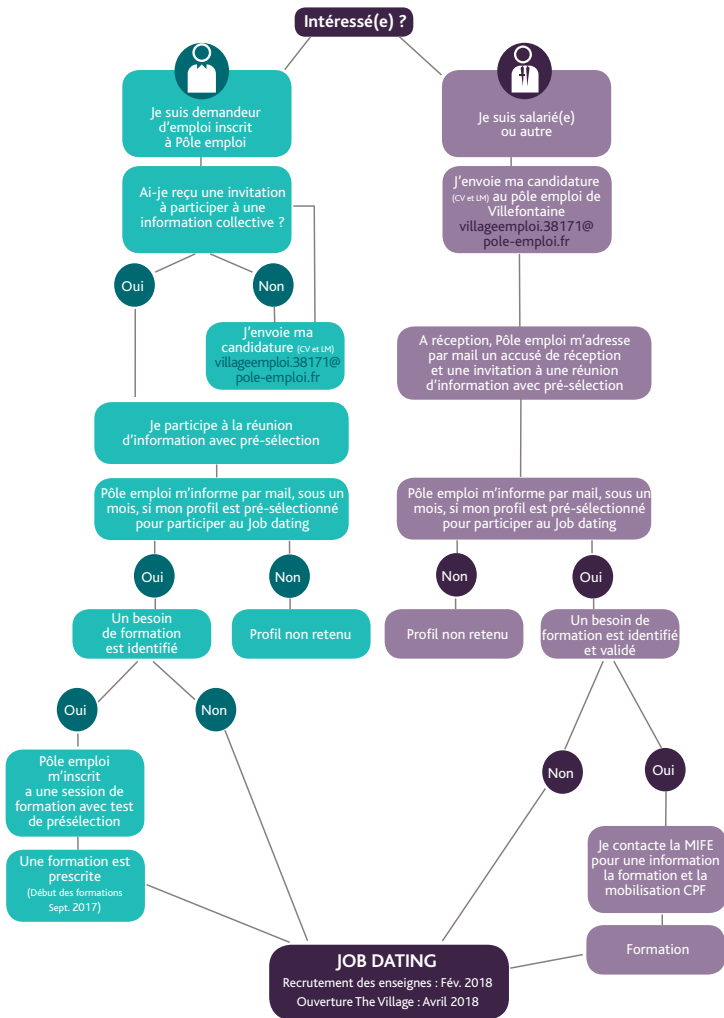 Intéressé(e) ?
Je suis demandeur
d'emploi inscrit
à Pôle emploi
Je suis salarié(e)
ou autre
Ai-je reçu une invitation
à participer à une
information collective ?
J'envoie ma candidature
(CV et LM) au pôle emploi de
Villefontaine
villageemploi.38171@
pole-emploi.fr
Oui
Non
J'envoie ma
candidature (CV et LM)
villageemploi.38171@
pole-emploi.fr
A réception, Pôle emploi m'adresse
par mail un accusé de réception
et une invitation à une réunion
d'information avec pré-sélection
Je participe à la réunion
d'information avec pré-sélection
Pôle emploi m'informe par mail, sous un
mois, si mon profil est pré-sélectionné
pour participer au Job dating
Pôle emploi m'informe par mail, sous un
mois, si mon profil est pré-sélectionné
pour participer au Job dating
Oui
Non
Non
Oui
Un besoin
de formation
est identifié
Profil non retenu
Profil non retenu
Un besoin de
formation est identifié
et validé
Oui
Non
Non
Oui
Pôle emploi
m'inscrit
a une session de
formation avec test
de présélection
Une formation est
prescrite
(Début des formations
Sept. 2017)
Je contacte la MIFE
pour une information
la formation et la
mobilisation CPF
Formation
JOB DATING
Recrutement des enseignes : Fév. 2018
Ouverture The Village : Avril 2018